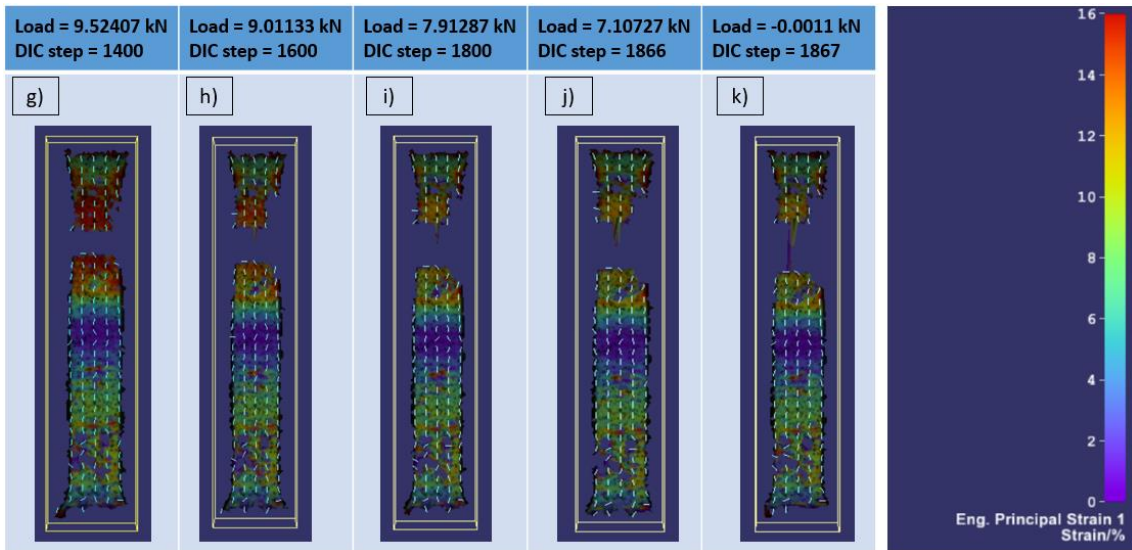 Load = 9.52407 kN
DIC step = 1400
Load = 9.01133 kN
DIC step = 1600
Load = 7.91287 kN
DIC step = 1800
Load = 7.10727 kN
DIC step = 1866
Load = -0.0011 kN
DIC step = 1867
g)
h)
i)
j)
k)
16
14
12
10
8
6
4
2
0
Eng. Principal Strain 1
Strain/%